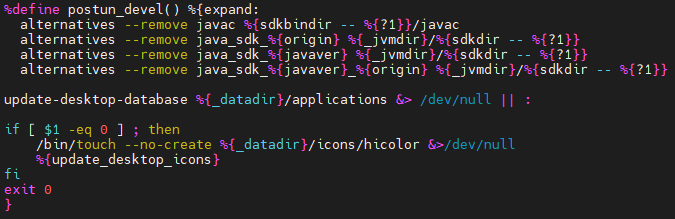 %define postun_devel() %{expand:
  alternatives --remove javac %{sdkbindir -- %{?1}}/javac
  alternatives --remove java_sdk_%{origin} %{_jvmdir}/%{sdkdir -- %{?1}}
  alternatives --remove java_sdk_%{javaver} %{_jvmdir}/%{sdkdir -- %{?1}}
  alternatives --remove java_sdk_%{javaver}_%{origin} %{_jvmdir}/%{sdkdir -- %{?1}}

update-desktop-database %{_datadir}/applications &> /dev/null || :

if [ $1 -eq 0 ] ; then
    /bin/touch --no-create %{_datadir}/icons/hicolor &>/dev/null
    %{update_desktop_icons}
fi
exit 0
}